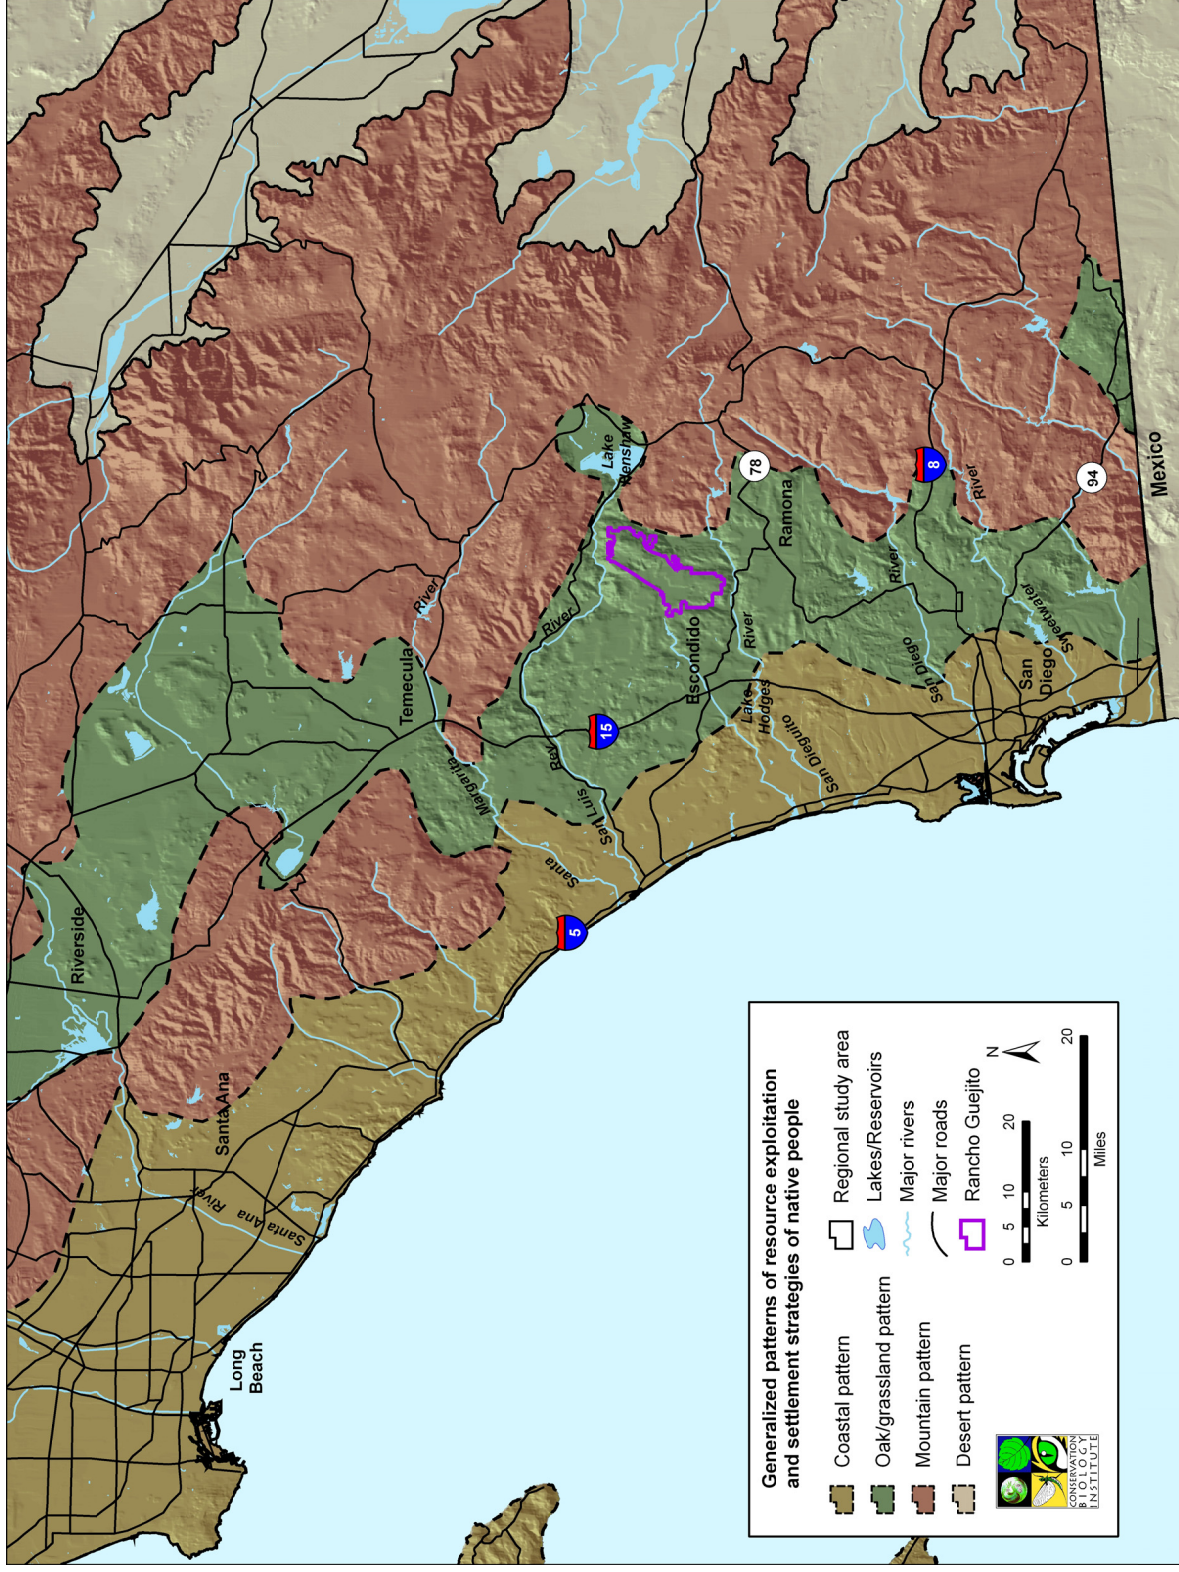 Riverside
Santa Ana
Santa Ana
River
Long
Beach
Temecula
River
Margarita
Santa
River
Rey
San Luis
15
5
Lake
Henshaw
Escondido
River
Lake
Hodges
San Dieguito
78
Ramona
River
San Diego
8
River
Sweetwater
San
Diego
94
Mexico
Generalized patterns of resource exploitation
and settlement strategies of native people
Coastal pattern
Oak/grassland pattern
Mountain pattern
Desert pattern
Regional study area
Lakes/Reservoirs
Major rivers
Major roads
Rancho Guejito
N
0 5 10 20
Kilometers
0 5 10 20
Miles
CONSERVATION
BIOLOGY
INSTITUTE